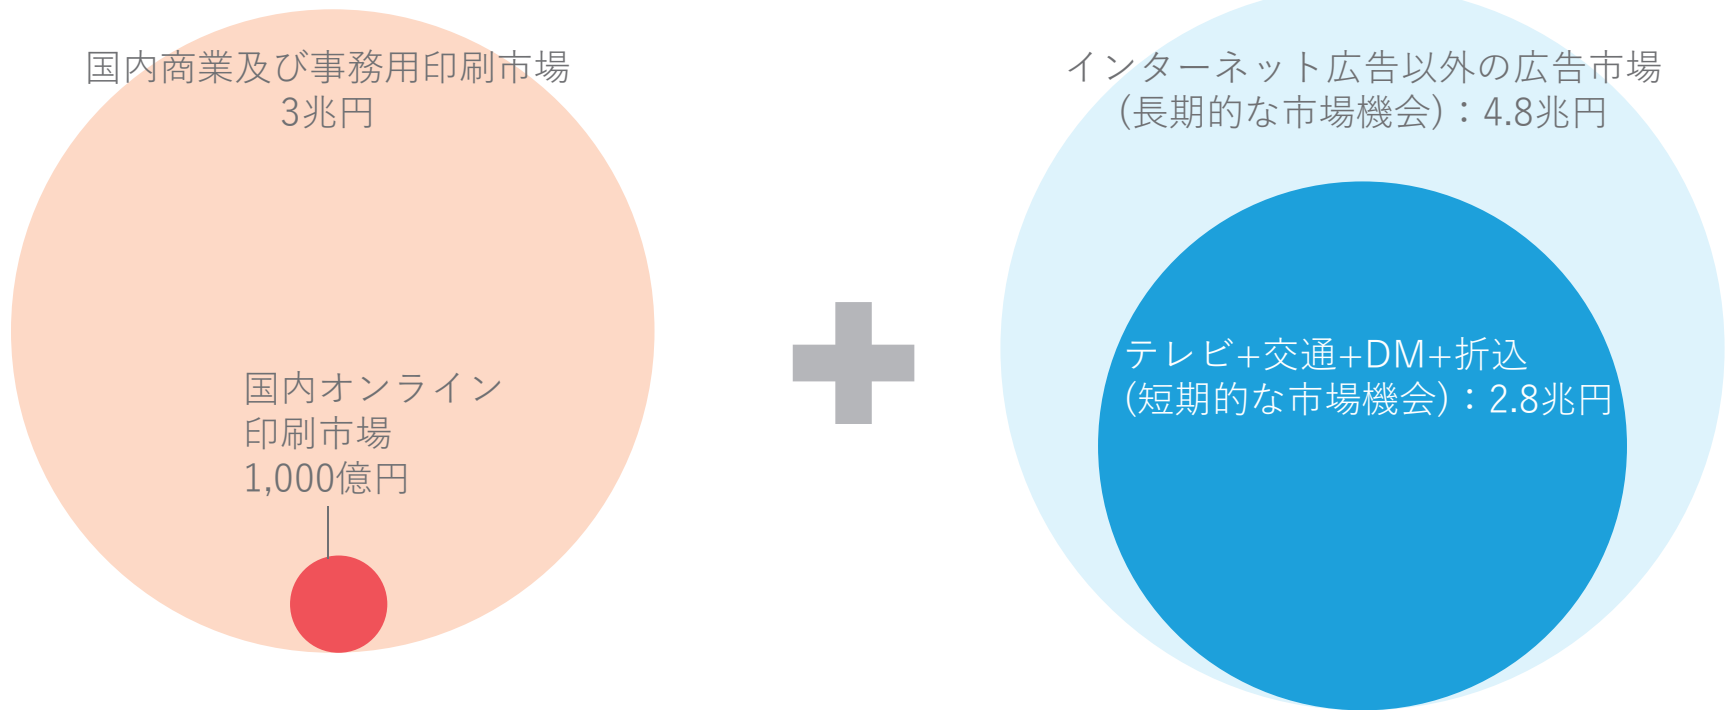 国内商業及び事務用印刷市場
3兆円
国内オンライン
印刷市場
1,000億円
インターネット広告以外の広告市場
(長期的な市場機会)：4.8兆円
テレビ+交通+DM+折込
(短期的な市場機会)：2.8兆円